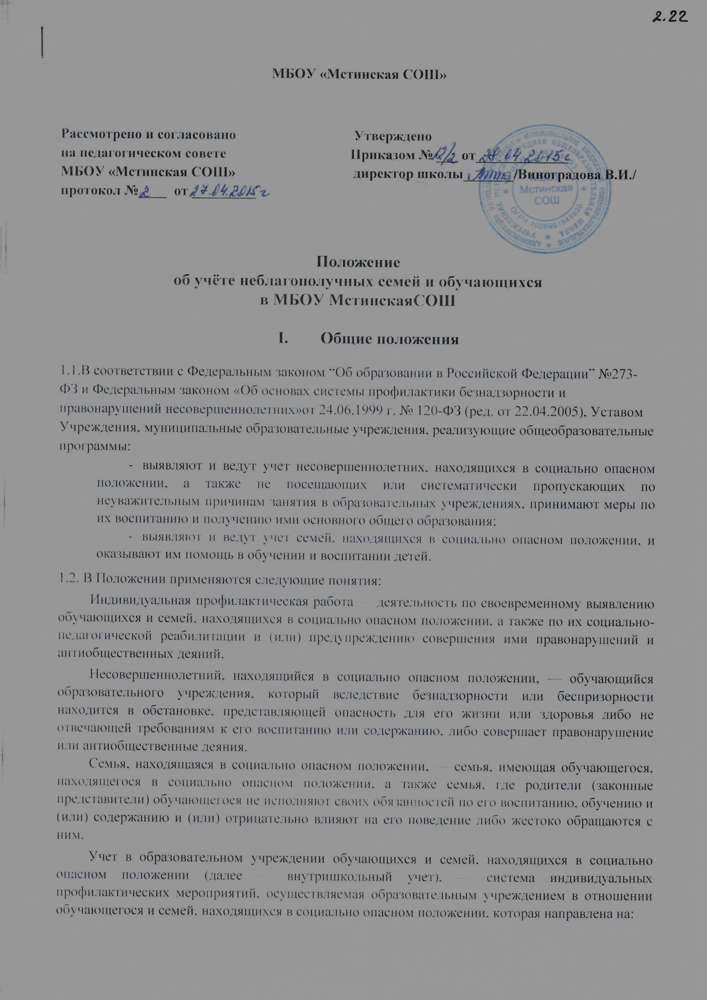 2.22
МБОУ «Мстинская СОШ»
Рассмотрено и согласовано
на педагогическом совете
МБОУ «Мстинская СОШ»
протокол № 2 от 27.04.2015г
Утверждено
Приказом № 12/2 от 28.04 2015г
директор школы /Виноградова В.И./
Мстинская
СОШ
ОГРН 1026901948930
Положение
об учёте неблагополучных семей и обучающихся
в МБОУ МстинскаяСОШ
I. Общие положения
1.1.В соответствии с Федеральным законом “Об образовании в Российской Федерации” №273-
ФЗ и Федеральным законом «Об основах системы профилактики безнадзорности и
правонарушений несовершеннолетних»от 24.06.1999 г. № 120-ФЗ (ред. от 22.04.2005), Уставом
Учреждения, муниципальные образовательные учреждения, реализующие общеобразовательные
программы:
- выявляют и ведут учет несовершеннолетних, находящихся в социально опасном
положении, а также не посещающих или систематически пропускающих по
неуважительным причинам занятия в образовательных учреждениях, принимают меры по
их воспитанию и получению ими основного общего образования;
- выявляют и ведут учет семей, находящихся в социально опасном положении, и
оказывают им помощь в обучении и воспитании детей.
1.2. В Положении применяются следующие понятия:
Индивидуальная профилактическая работа — деятельность по своевременному выявлению
обучающихся и семей, находящихся в социально опасном положении, а также по их социально-
педагогической реабилитации и (или) предупреждению совершения ими правонарушений и
антиобщественных деяний.
Несовершеннолетний, находящийся в социально опасном положении, — обучающийся
образовательного учреждения, который вследствие безнадзорности или беспризорности
находится в обстановке, представляющей опасность для его жизни или здоровья либо не
отвечающей требованиям к его воспитанию или содержанию, либо совершает правонарушение
или антиобщественные деяния.
Семья, находящаяся в социально опасном положении, — семья, имеющая обучающегося,
находящегося в социально опасном положении, а также семья, где родители (законные
представители) обучающегося не исполняют своих обязанностей по его воспитанию, обучению и
(или) содержанию и (или) отрицательно влияют на его поведение либо жестоко обращаются с
ним.
Учет в образовательном учреждении обучающихся и семей, находящихся в социально
опасном положении (далее — внутришкольный учет), — система индивидуальных
профилактических мероприятий, осуществляемая образовательным учреждением в отношении
обучающегося и семей, находящихся в социально опасном положении, которая направлена на: